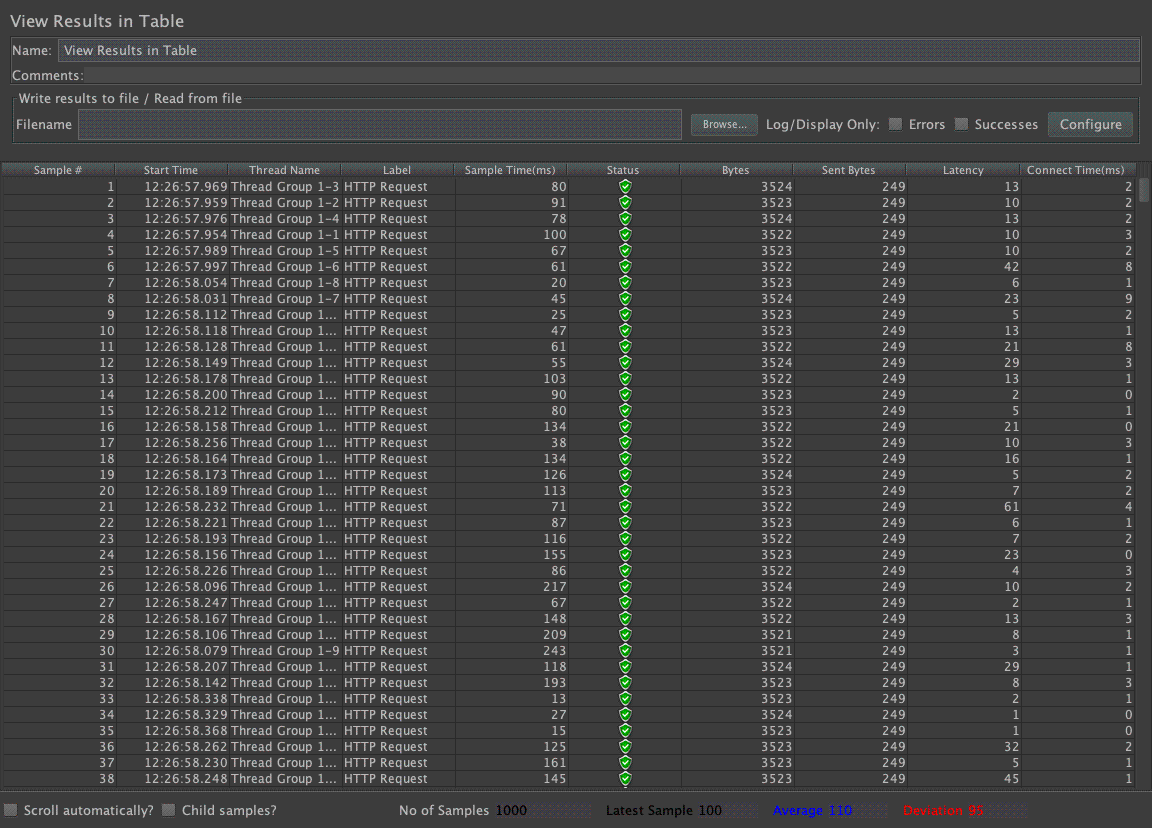 View Results in Table
Name: View Results in Table
Comments:
Write results to file / Read from file
Filename Browse... Log/Display Only: Errors Successes Configure
Sample # Start Time Thread Name Label Sample Time(ms) Status Bytes Sent Bytes Latency Connect Time(ms)
1 12:26:57.969 Thread Group 1-3 HTTP Request 80 3524 249 13 2
2 12:26:57.959 Thread Group 1-2 HTTP Request 91 3523 249 10 2
3 12:26:57.976 Thread Group 1-4 HTTP Request 78 3524 249 13 2
4 12:26:57.954 Thread Group 1-1 HTTP Request 100 3522 249 10 3
5 12:26:57.989 Thread Group 1-5 HTTP Request 67 3522 249 10 2
6 12:26:57.997 Thread Group 1-6 HTTP Request 61 3522 249 42 8
7 12:26:58.054 Thread Group 1-8 HTTP Request 20 3524 249 6 1
8 12:26:58.031 Thread Group 1-7 HTTP Request 45 3524 249 23 9
9 12:26:58.112 Thread Group 1... HTTP Request 25 3523 249 5 2
10 12:26:58.118 Thread Group 1... HTTP Request 47 3523 249 13 1
11 12:26:58.128 Thread Group 1... HTTP Request 61 3522 249 21 8
12 12:26:58.149 Thread Group 1... HTTP Request 55 3524 249 29 3
13 12:26:58.178 Thread Group 1... HTTP Request 103 3522 249 13 1
14 12:26:58.200 Thread Group 1... HTTP Request 90 3523 249 2 0
15 12:26:58.212 Thread Group 1... HTTP Request 80 3523 249 5 1
16 12:26:58.158 Thread Group 1... HTTP Request 134 3522 249 21 0
17 12:26:58.256 Thread Group 1... HTTP Request 38 3522 249 10 3
18 12:26:58.164 Thread Group 1... HTTP Request 134 3522 249 16 1
19 12:26:58.173 Thread Group 1... HTTP Request 126 3524 249 5 2
20 12:26:58.189 Thread Group 1... HTTP Request 113 3523 249 7 2
21 12:26:58.232 Thread Group 1... HTTP Request 71 3522 249 61 4
22 12:26:58.221 Thread Group 1... HTTP Request 87 3523 249 6 1
23 12:26:58.193 Thread Group 1... HTTP Request 116 3522 249 7 2
24 12:26:58.156 Thread Group 1... HTTP Request 155 3523 249 23 0
25 12:26:58.226 Thread Group 1... HTTP Request 86 3522 249 4 3
26 12:26:58.096 Thread Group 1... HTTP Request 217 3524 249 10 2
27 12:26:58.247 Thread Group 1... HTTP Request 67 3522 249 2 1
28 12:26:58.167 Thread Group 1... HTTP Request 148 3522 249 13 3
29 12:26:58.106 Thread Group 1... HTTP Request 209 3521 249 8 1
30 12:26:58.079 Thread Group 1-9 HTTP Request 243 3521 249 3 1
31 12:26:58.207 Thread Group 1... HTTP Request 118 3524 249 29 1
32 12:26:58.142 Thread Group 1... HTTP Request 193 3523 249 8 3
33 12:26:58.338 Thread Group 1... HTTP Request 13 3523 249 2 1
34 12:26:58.329 Thread Group 1... HTTP Request 27 3524 249 1 0
35 12:26:58.368 Thread Group 1... HTTP Request 15 3523 249 1 0
36 12:26:58.262 Thread Group 1... HTTP Request 125 3523 249 32 2
37 12:26:58.230 Thread Group 1... HTTP Request 161 3523 249 5 1
38 12:26:58.248 Thread Group 1... HTTP Request 145 3523 249 45 1
Scroll automatically? Child samples? No of Samples 1000 Latest Sample 100 Average 110 Deviation